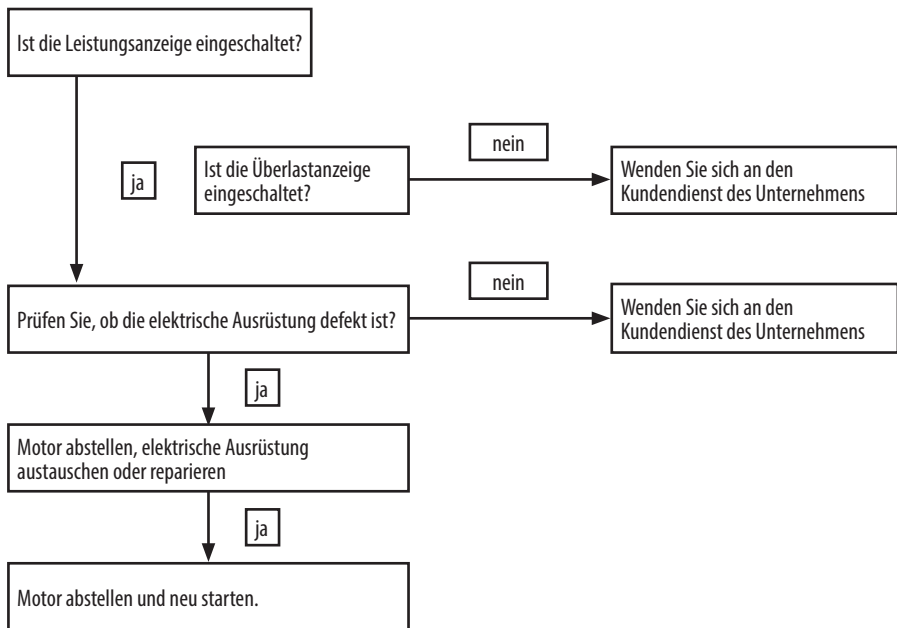 Ist die Leistungsanzeige eingeschaltet?
nein
ja
Ist die Überlastanzeige
eingeschaltet?
Wenden Sie sich an den
Kundendienst des Unternehmens
nein
Prüfen Sie, ob die elektrische Ausrüstung defekt ist?
Wenden Sie sich an den
Kundendienst des Unternehmens
ja
Motor abstellen, elektrische Ausrüstung
austauschen oder reparieren
ja
Motor abstellen und neu starten.